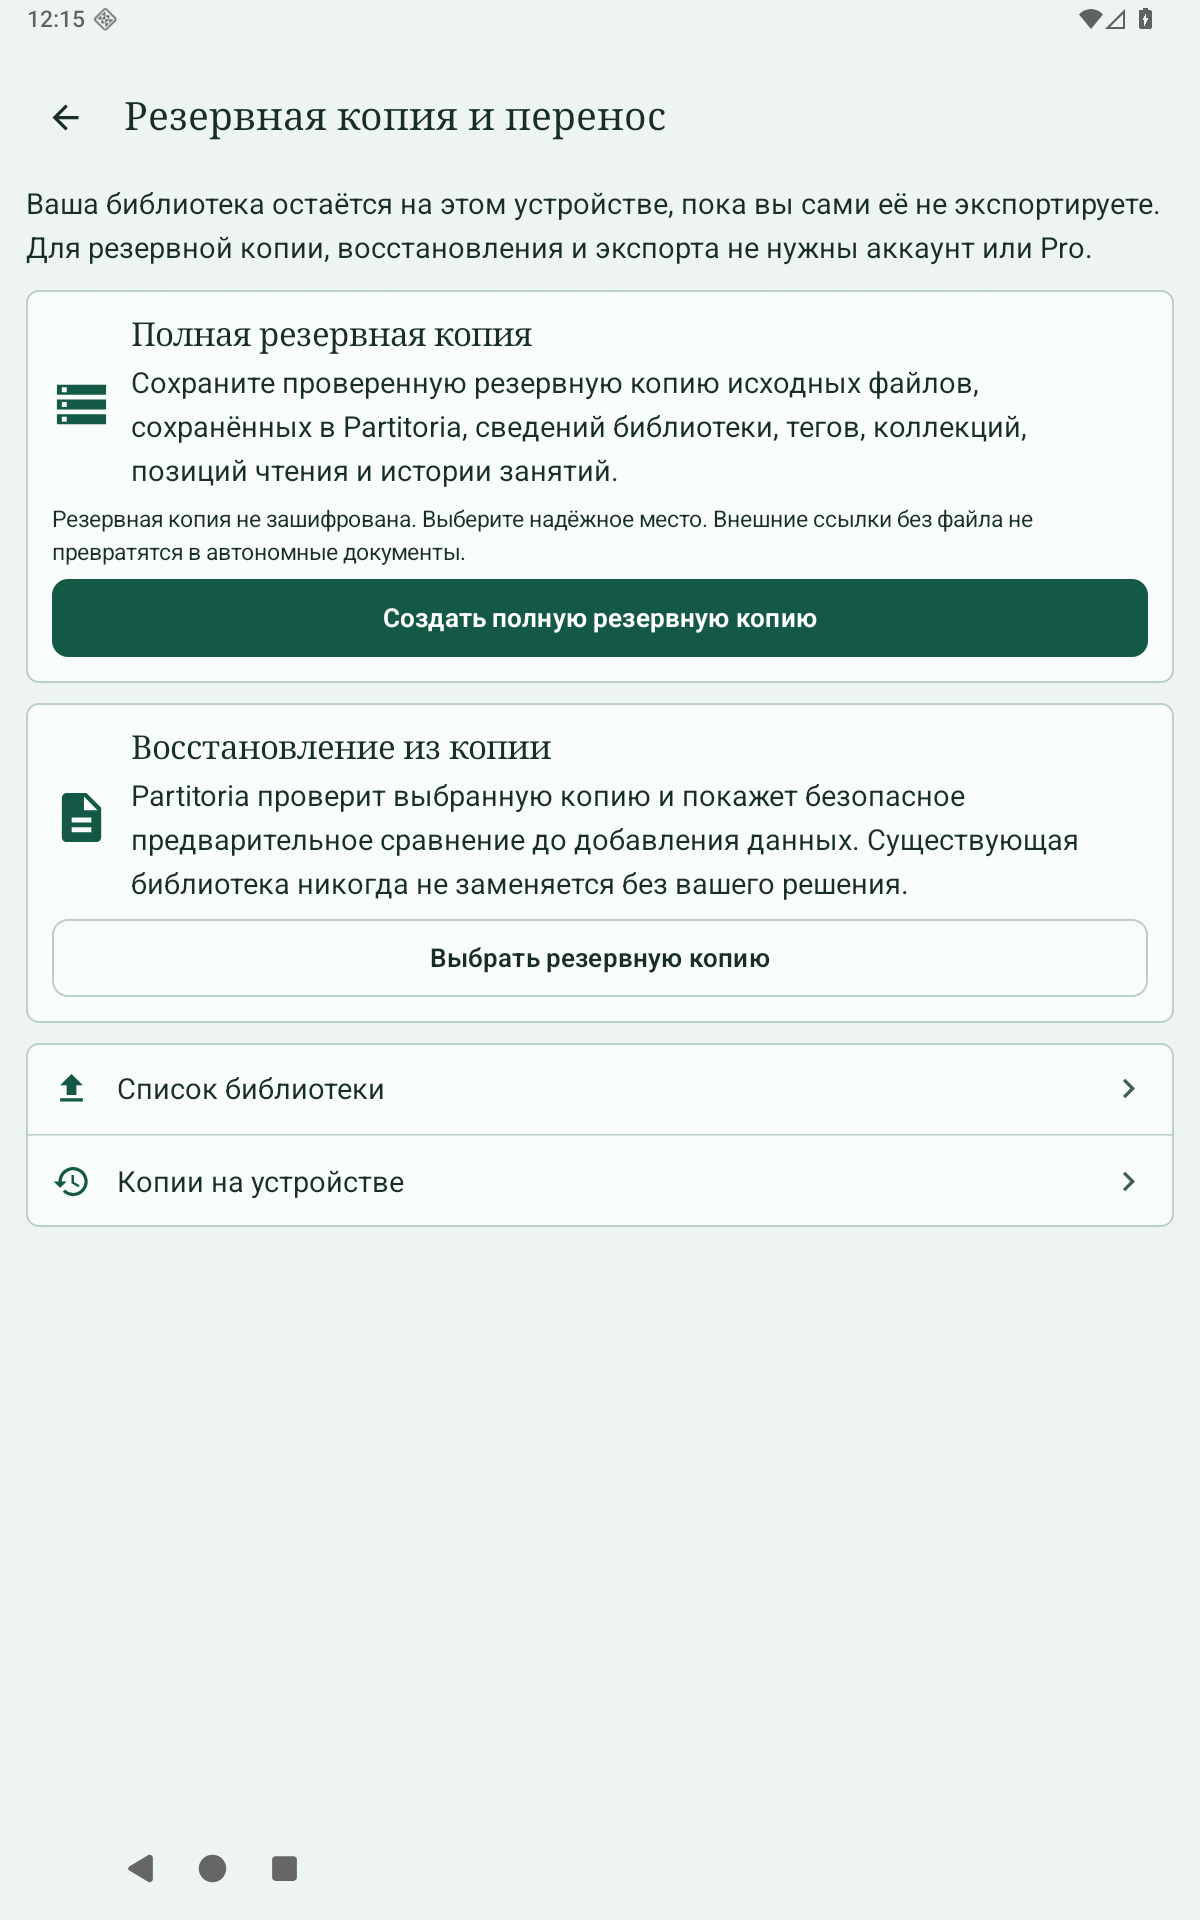 12:15
Резервная копия и перенос
Ваша библиотека остаётся на этом устройстве, пока вы сами её не экспортируете.
Для резервной копии, восстановления и экспорта не нужны аккаунт или Pro.
Полная резервная копия
Сохраните проверенную резервную копию исходных файлов,
сохранённых в Partitoria, сведений библиотеки, тегов, коллекций,
позиций чтения и истории занятий.
Резервная копия не зашифрована. Выберите надёжное место. Внешние ссылки без файла не
превратятся в автономные документы.
Создать полную резервную копию
Восстановление из копии
Partitoria проверит выбранную копию и покажет безопасное
предварительное сравнение до добавления данных. Существующая
библиотека никогда не заменяется без вашего решения.
Выбрать резервную копию
Список библиотеки
Копии на устройстве